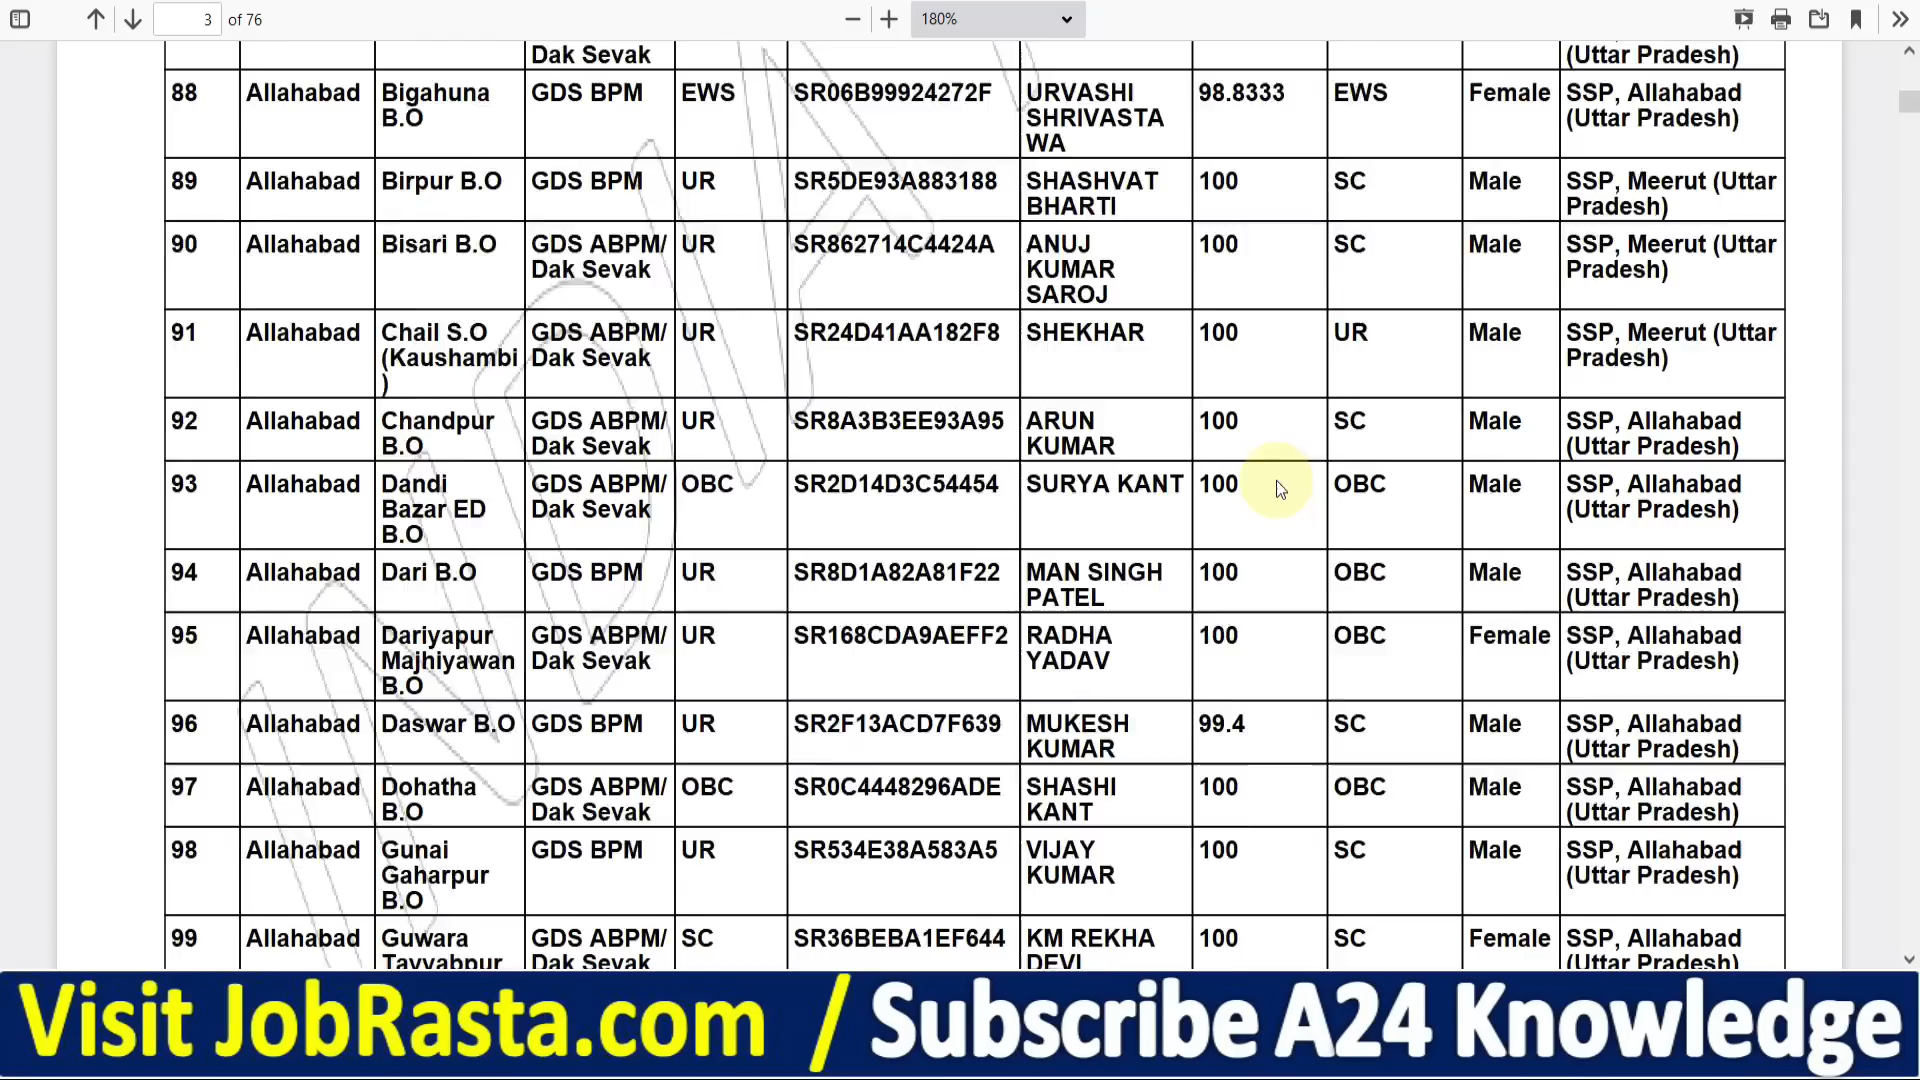 3 of 76 180%
Dak Sevak (Uttar Pradesh)
88 Allahabad Bigahuna GDS BPM EWS SR06B99924272F URVASHI 98.8333 EWS Female SSP, Allahabad
B.O SHRIVASTA (Uttar Pradesh)
WA
89 Allahabad Birpur B.O GDS BPM UR SR5DE93A883188 SHASHVAT 100 SC Male SSP, Meerut (Uttar
BHARTI Pradesh)
90 Allahabad Bisari B.O GDS ABPM/ UR SR862714C4424A ANUJ 100 SC Male SSP, Meerut (Uttar
Dak Sevak KUMAR Pradesh)
SAROJ
91 Allahabad Chail S.O GDS ABPM/ UR SR24D41AA182F8 SHEKHAR 100 UR Male SSP, Meerut (Uttar
(Kaushambi Dak Sevak Pradesh)
)
92 Allahabad Chandpur GDS ABPM/ UR SR8A3B3EE93A95 ARUN 100 SC Male SSP, Allahabad
B.O Dak Sevak KUMAR (Uttar Pradesh)
93 Allahabad Dandi GDS ABPM/ OBC SR2D14D3C54454 SURYA KANT 100 OBC Male SSP, Allahabad
Bazar ED Dak Sevak (Uttar Pradesh)
B.O
94 Allahabad Dari B.O GDS BPM UR SR8D1A82A81F22 MAN SINGH 100 OBC Male SSP, Allahabad
PATEL (Uttar Pradesh)
95 Allahabad Dariyapur GDS ABPM/ UR SR168CDA9AEFF2 RADHA 100 OBC Female SSP, Allahabad
Majhiyawan Dak Sevak YADAV (Uttar Pradesh)
B.O
96 Allahabad Daswar B.O GDS BPM UR SR2F13ACD7F639 MUKESH 99.4 SC Male SSP, Allahabad
KUMAR (Uttar Pradesh)
97 Allahabad Dohatha GDS ABPM/ OBC SR0C4448296ADE SHASHI 100 OBC Male SSP, Allahabad
B.O Dak Sevak KANT (Uttar Pradesh)
98 Allahabad Gunai GDS BPM UR SR534E38A583A5 VIJAY 100 SC Male SSP, Allahabad
Gaharpur KUMAR (Uttar Pradesh)
B.O
99 Allahabad Guwara GDS ABPM/ SC SR36BEBA1EF644 KM REKHA 100 SC Female SSP, Allahabad
Tayyabpur Dak Sevak DEVI (Uttar Pradesh)
Visit JobRasta.com / Subscribe A24 Knowledge